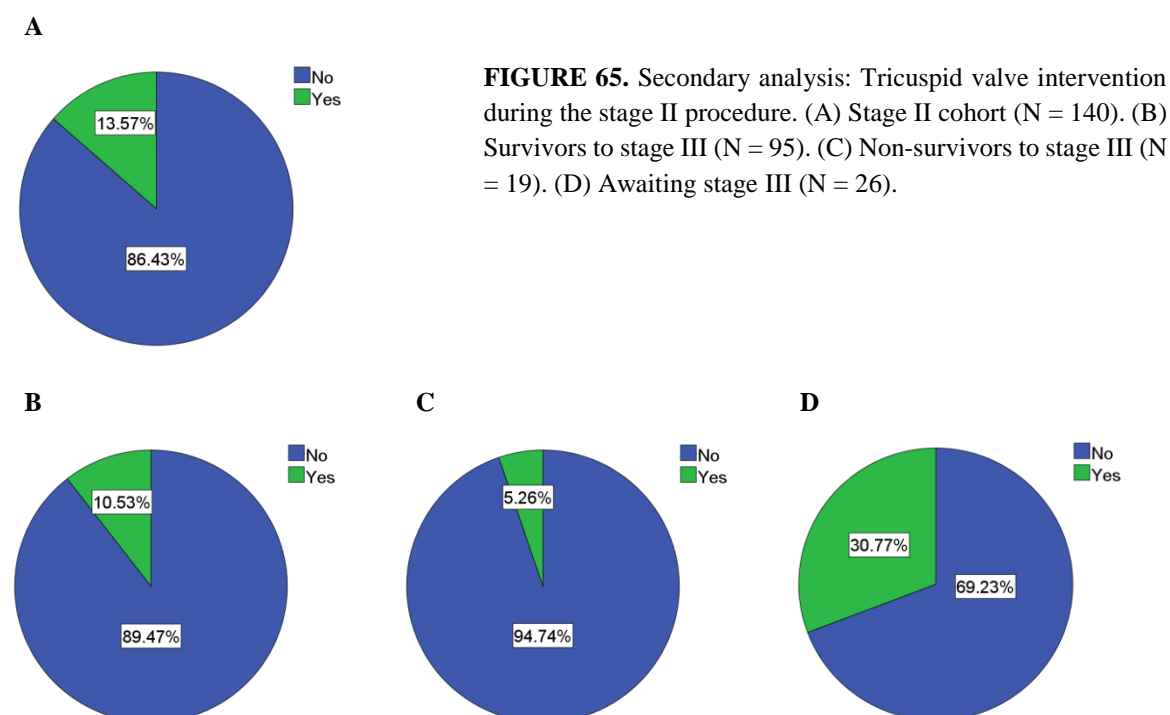 A
No
Yes
13.57%
86.43%
FIGURE 65. Secondary analysis: Tricuspid valve intervention
during the stage II procedure. (A) Stage II cohort (N = 140). (B)
Survivors to stage III (N = 95). (C) Non-survivors to stage III (N
= 19). (D) Awaiting stage III (N = 26).
B
No
Yes
10.53%
89.47%
C
No
Yes
5.26%
94.74%
D
No
Yes
30.77%
69.23%